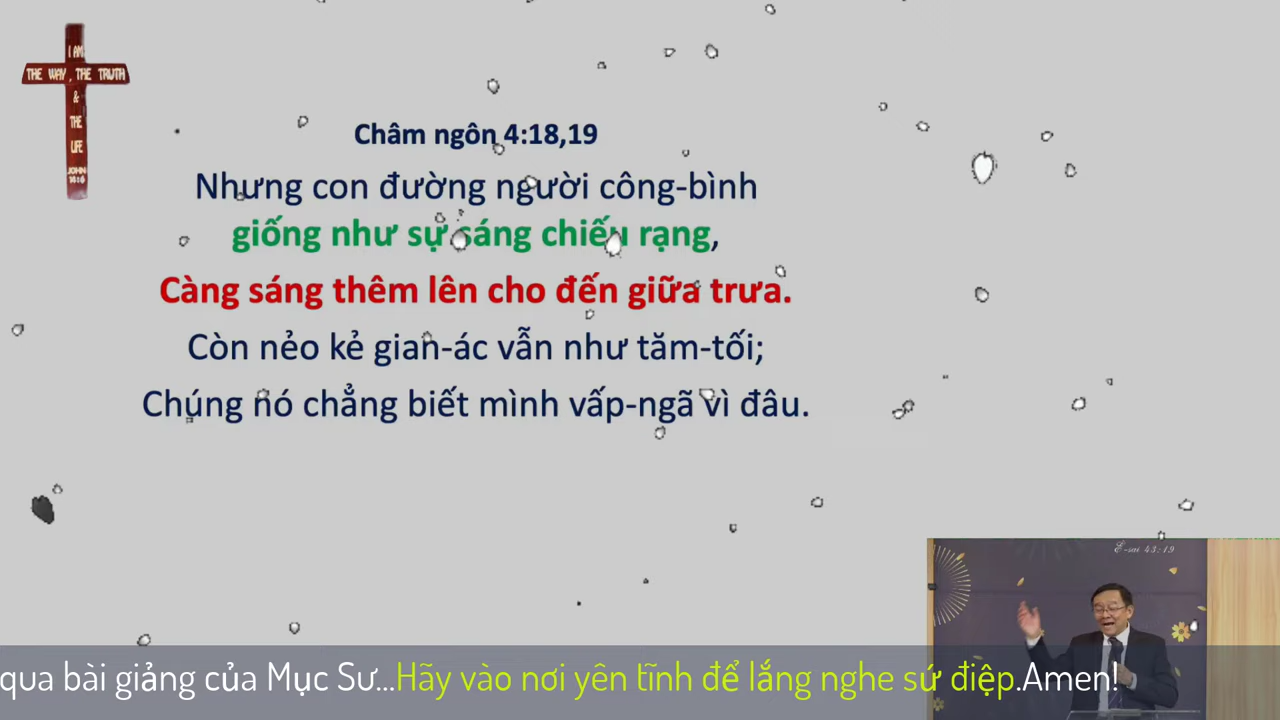 I AM
THE WAY, THE TRUTH
&
THE
LIFE
JOHN
14:6
Châm ngôn 4:18,19
Nhưng con đường người công-bình
giống như sự sáng chiếu rạng,
Càng sáng thêm lên cho đến giữa trưa.
Còn nẻo kẻ gian-ác vẫn như tăm-tối;
Chúng nó chẳng biết mình vấp-ngã vì đâu.
Ê-sai 43:19
qua bài giảng của Mục Sư...Hãy vào nơi yên tĩnh để lắng nghe sứ điệp.Amen!